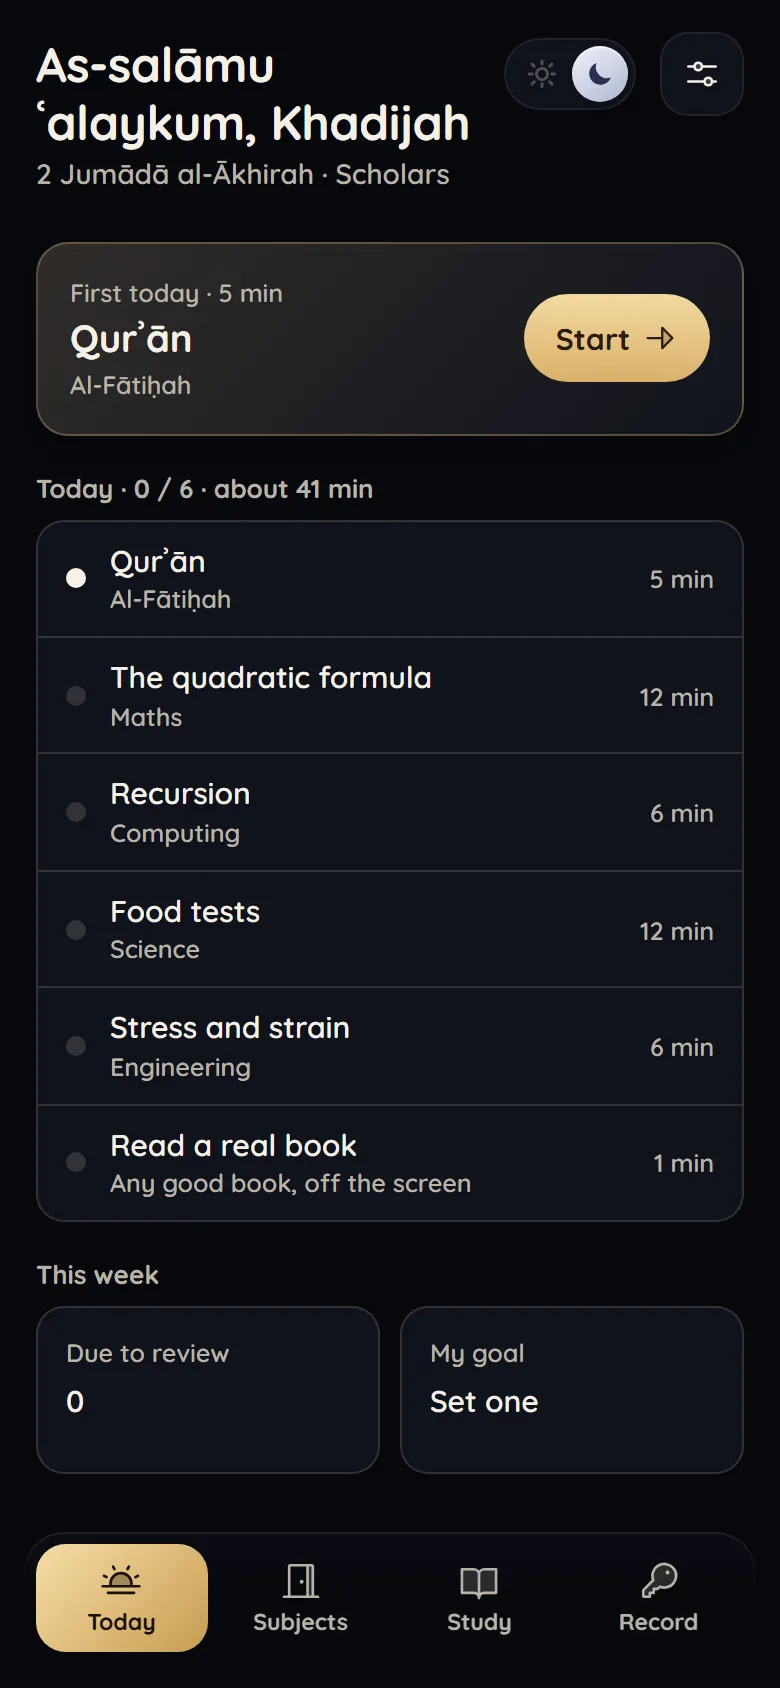 As-salāmu
ʿalaykum, Khadijah
2 Jumādā al-Ākhirah · Scholars
First today · 5 min
Qurʾān
Al-Fātiḥah
Start
Today · 0 / 6 · about 41 min
Qurʾān
Al-Fātiḥah
5 min
The quadratic formula
Maths
12 min
Recursion
Computing
6 min
Food tests
Science
12 min
Stress and strain
Engineering
6 min
Read a real book
Any good book, off the screen
1 min
This week
Due to review
0
My goal
Set one
Today
Subjects
Study
Record